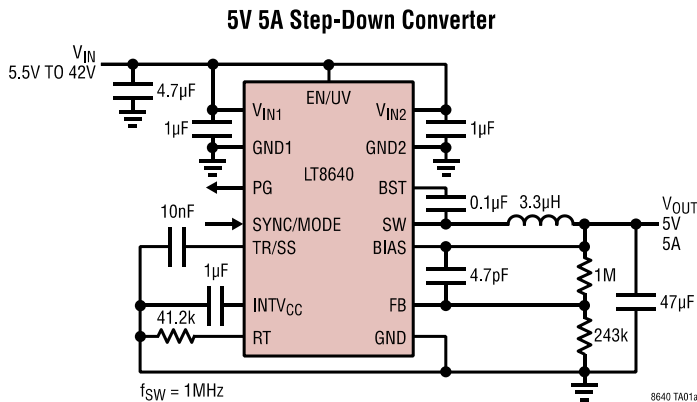 5V 5A Step-Down Converter
VIN
5.5V TO 42V
4.7µF
1µF
VIN1
EN/UV
VIN2
1µF
GND1
GND2
LT8640
PG
BST
0.1µF
3.3µH
VOUT
5V
5A
10nF
SYNC/MODE
SW
TR/SS
BIAS
1µF
4.7pF
1M
47µF
INTVCC
FB
41.2k
RT
GND
243k
fSW = 1MHz
8640 TA01a